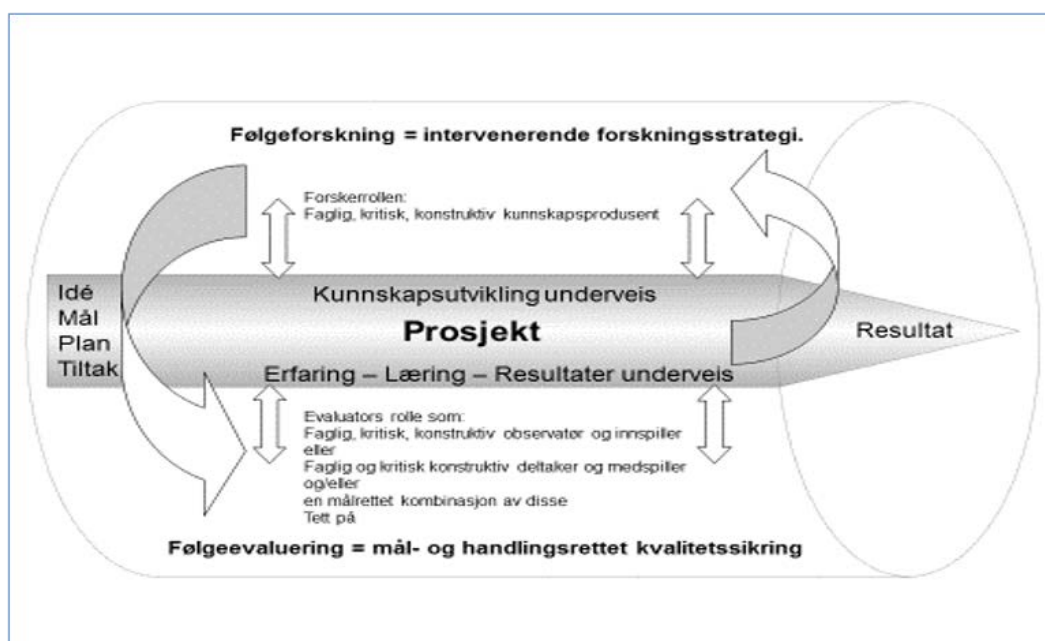 Følgeforskning = intervenerende forskningsstrategi.
Forskerrollen:
Faglig, kritisk, konstruktiv kunnskapsprodusent
Idé
Mål
Plan
Tiltak
Kunnskapsutvikling underveis
Prosjekt
Erfaring – Læring – Resultater underveis
Resultat
Evaluators rolle som:
Faglig, kritisk, konstruktiv observatør og innspiller
eller
Faglig og kritisk konstruktiv deltaker og medspiller
og/eller
en målrettet kombinasjon av disse
Tett på
Følgeevaluering = mål- og handlingsrettet kvalitetssikring